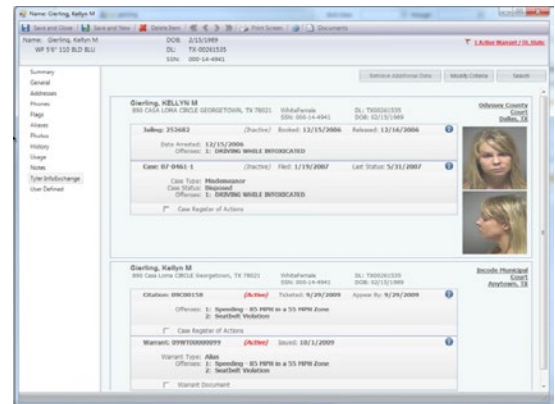 Name: Gierling, Kellyn M
Save and Close Save and New Delete Item Print Screen Documents
Name: Gierling, Kellyn M DOB: 2/15/1989 1 Active Warrant /
WF 5'6" 110 BLD BLU DL: TX-00261535
SSN: 000-14-4941
Summary
General
Addresses
Phones
Flags
Aliases
Photos
History
Usage
Notes
Tyler InfoExchange
User Defined
Retrieve Additional Data Modify Criteria Search
Gierling, KELLYN M
890 CASA LOMA CIRCLE GEORGETOWN, TX 78021 WhiteFemale DL: TX00261535
SSN: 000-14-4941 DOB: 02/15/1989
Odyssey County
Court
Dallas, TX
Jailing: 252682 (Inactive) Booked: 12/15/2006 Released: 12/16/2006
Date Arrested: 12/15/2006
Offenses: 1: DRIVING WHILE INTOXICATED
Case: 07-0461-1 (Inactive) Filed: 1/19/2007 Last Status: 5/31/2007
Case Type: Misdemeanor
Case Status: Disposed
Offenses: 1: DRIVING WHILE INTOXICATED
Case Register of Actions
Gierling, Kellyn M
890 Casa Loma CIRCLE Georgetown, TX 78021 WhiteFemale DL: TX00261535
SSN: 000-14-4941 DOB: 02/15/1989
Incode Municipal
Court
Anytown, TX
Citation: 09C00158 (Active) Ticketed: 9/29/2009 Appear By: 9/29/2009
Offenses: 1: Speeding - 85 MPH in a 55 MPH Zone
2: Seatbelt Violation
Case Register of Actions
Warrant: 09WT00000099 (Active) Issued: 10/1/2009
Warrant Type: Alias
Offenses: 1: Speeding - 85 MPH in a 55 MPH Zone
2: Seatbelt Violation
Warrant Document